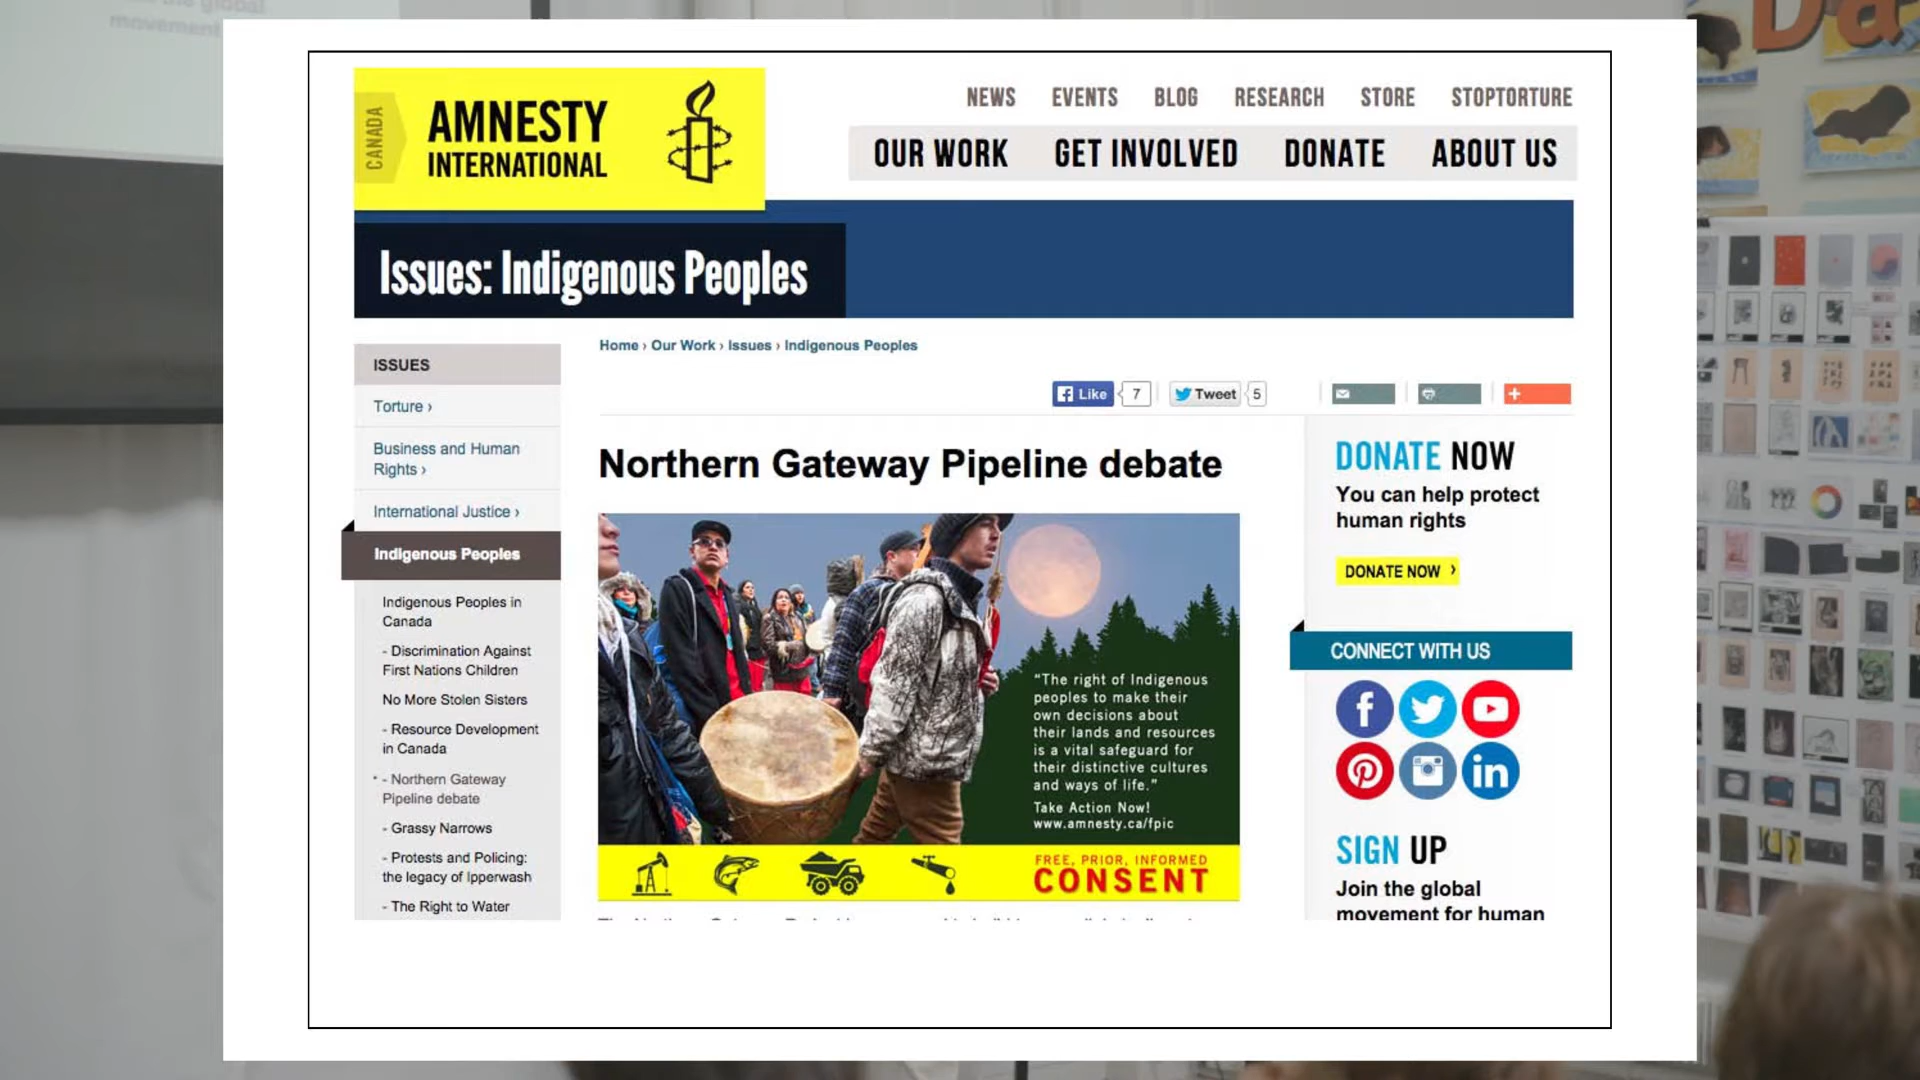 the global
movement
Da
CANADA
AMNESTY
INTERNATIONAL
NEWS EVENTS BLOG RESEARCH STORE STOPTORTURE
OUR WORK GET INVOLVED DONATE ABOUT US
Issues: Indigenous Peoples
Home › Our Work › Issues › Indigenous Peoples
ISSUES
Torture ›
Business and Human
Rights ›
International Justice ›
Indigenous Peoples
Indigenous Peoples in
Canada
- Discrimination Against
First Nations Children
No More Stolen Sisters
- Resource Development
in Canada
- Northern Gateway
Pipeline debate
- Grassy Narrows
- Protests and Policing:
the legacy of Ipperwash
- The Right to Water
Like 7 Tweet 5
Northern Gateway Pipeline debate
"The right of Indigenous
peoples to make their
own decisions about
their lands and resources
is a vital safeguard for
their distinctive cultures
and ways of life."
Take Action Now!
www.amnesty.ca/fpic
FREE, PRIOR, INFORMED
CONSENT
DONATE NOW
You can help protect
human rights
DONATE NOW ›
CONNECT WITH US
SIGN UP
Join the global
movement for human